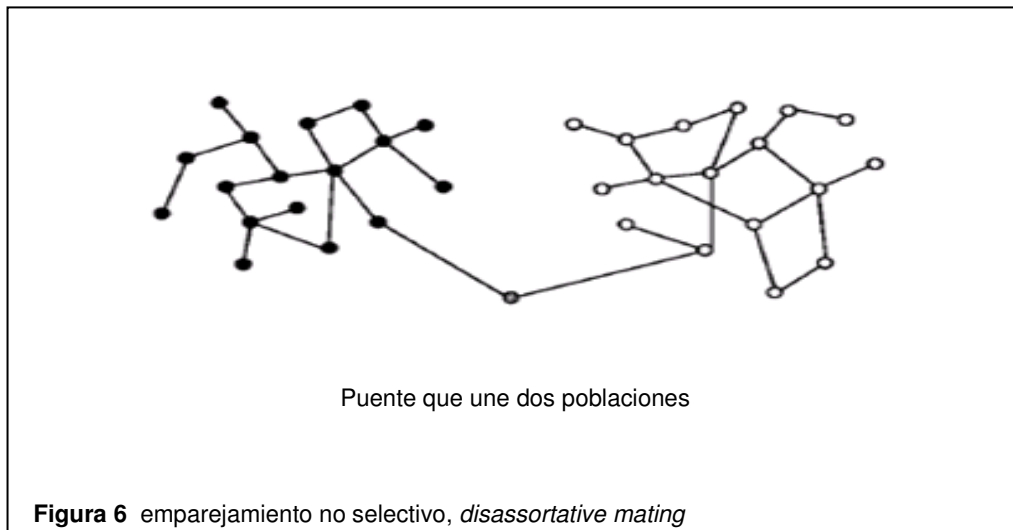 Puente que une dos poblaciones
Figura 6 emparejamiento no selectivo, disassortative mating